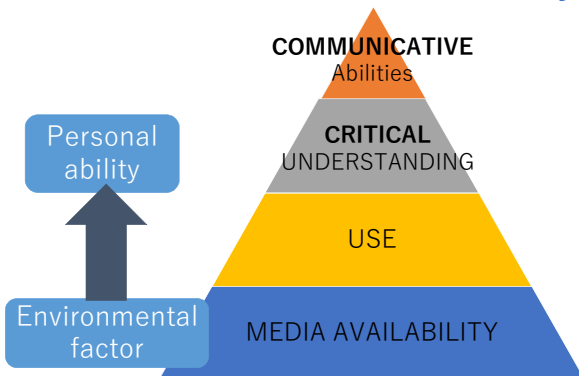 COMMUNICATIVE
Abilities
CRITICAL
UNDERSTANDING
USE
MEDIA AVAILABILITY
Personal
ability
Environmental
factor